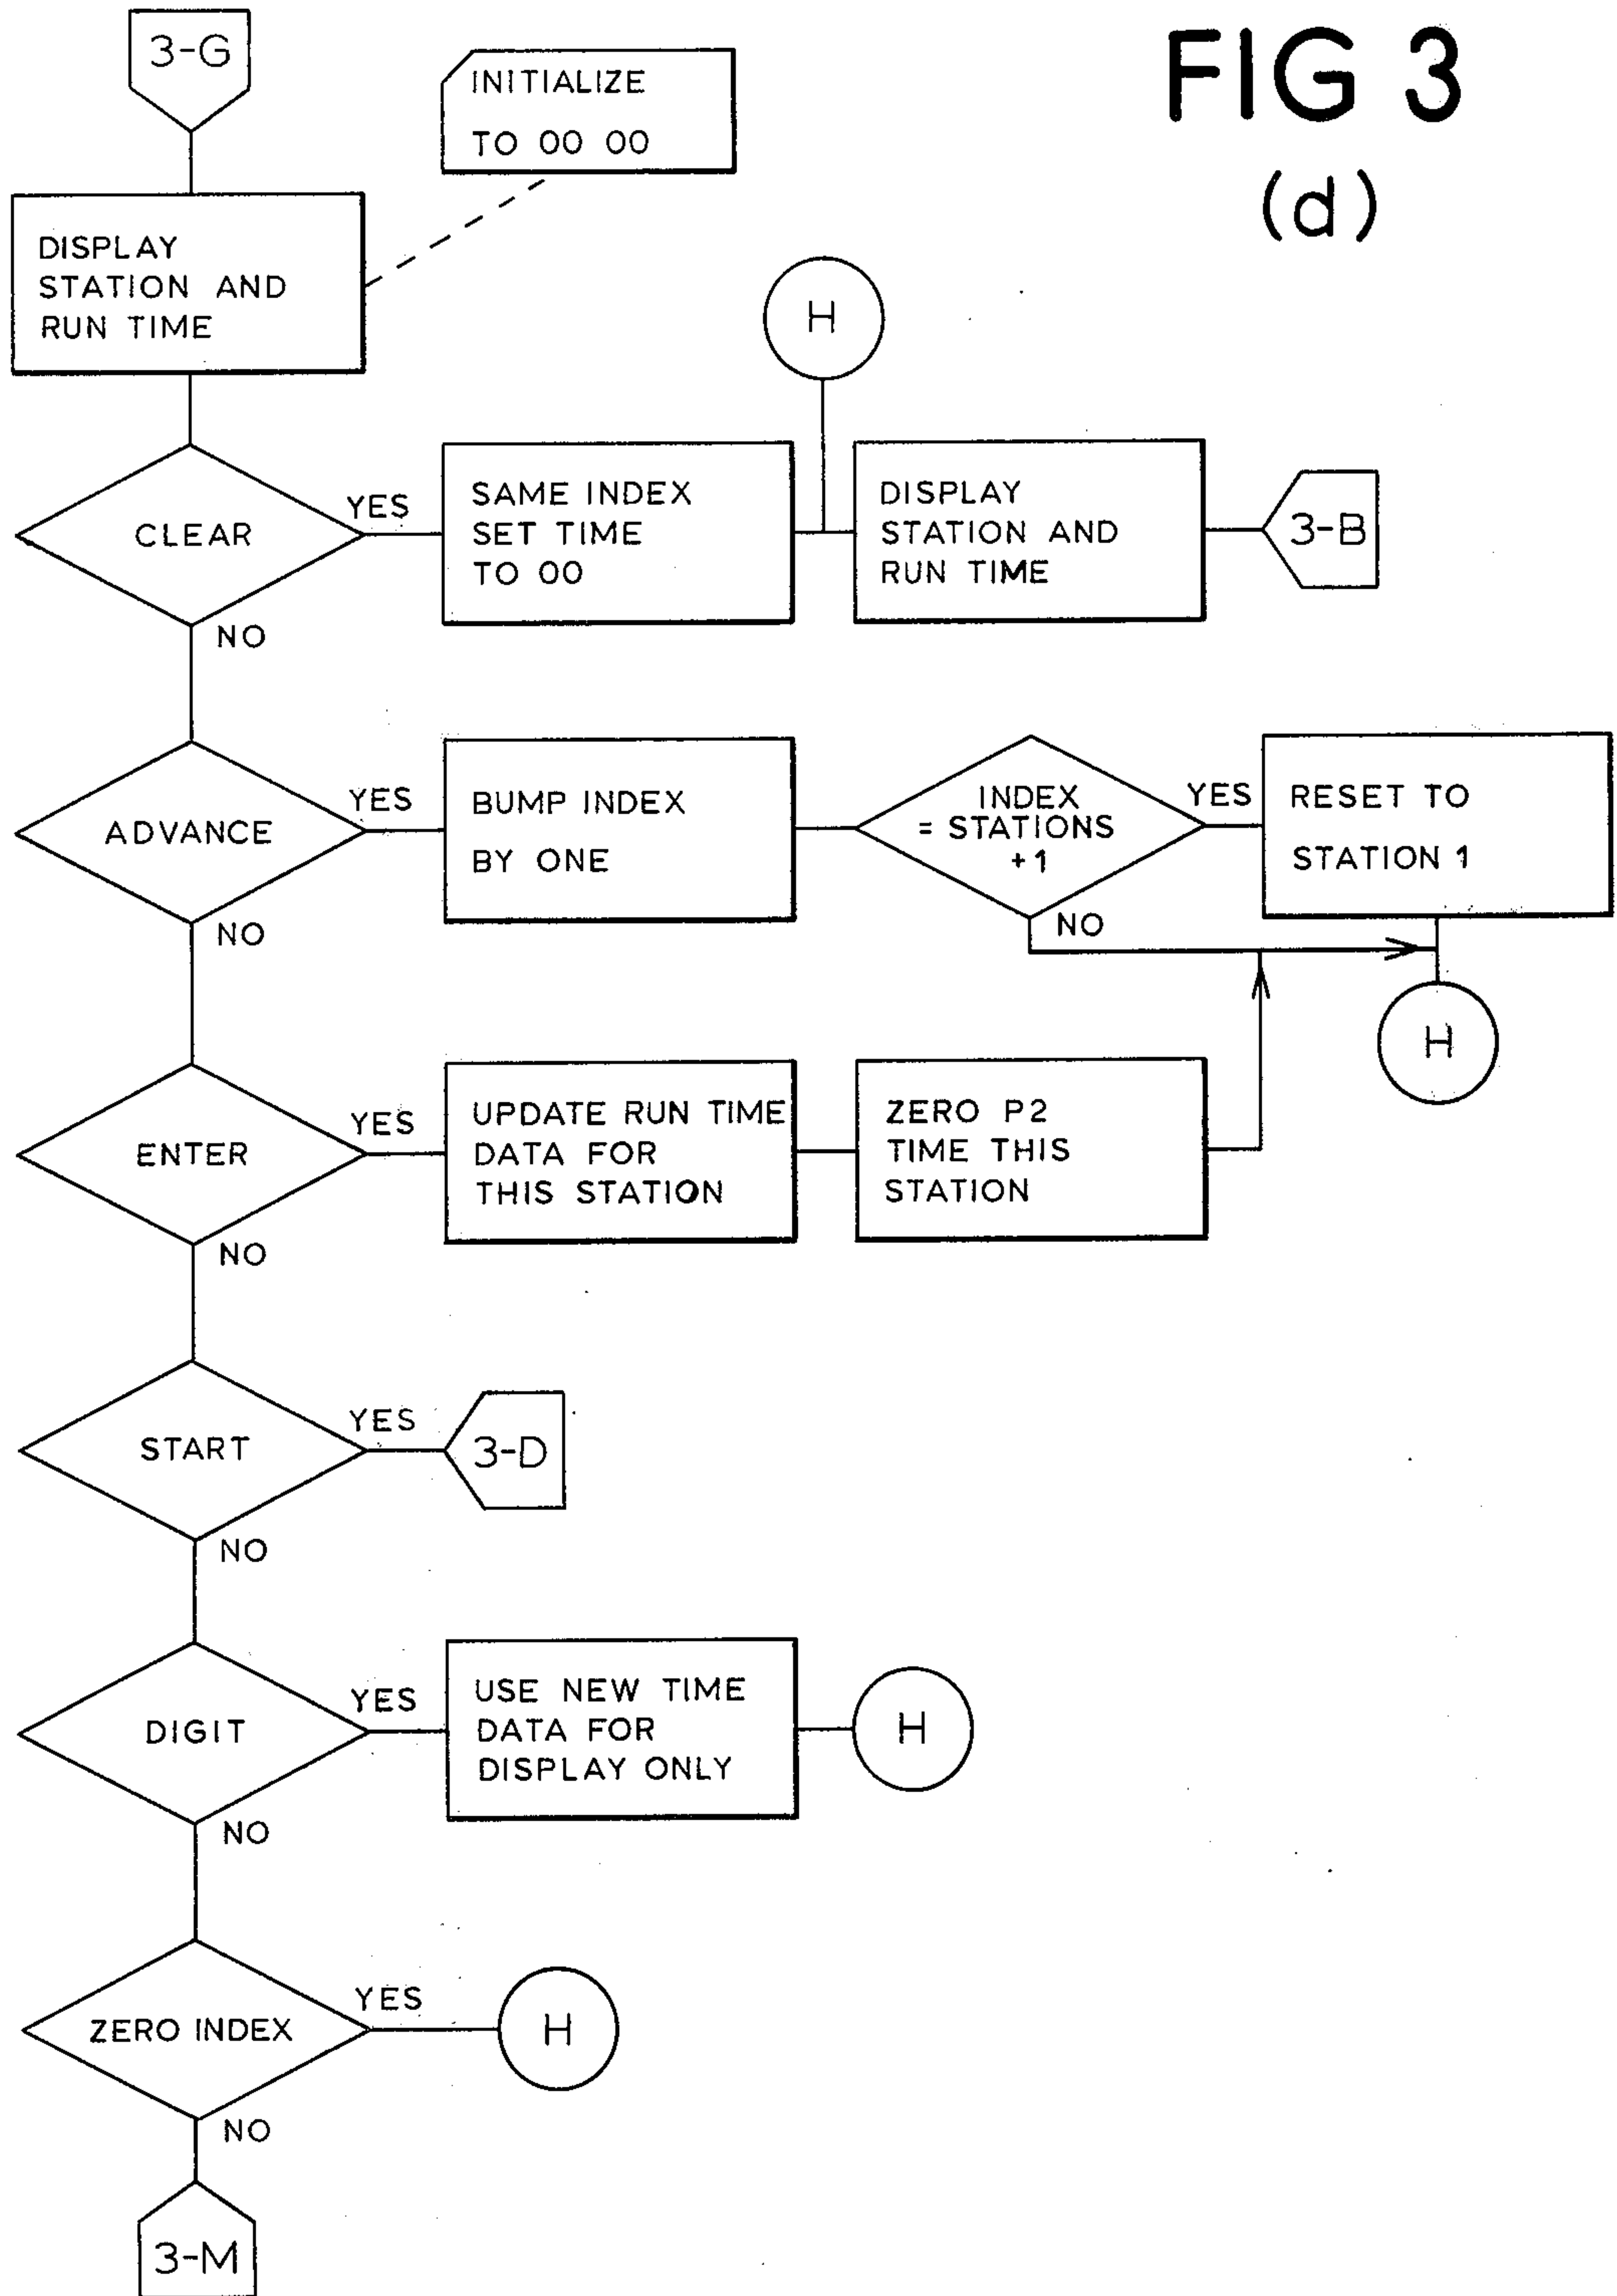 3-G
INITIALIZE
TO 00 00
FIG 3
(d)
DISPLAY
STATION AND
RUN TIME
H
CLEAR
YES
NO
SAME INDEX
SET TIME
TO 00
DISPLAY
STATION AND
RUN TIME
3-B
ADVANCE
YES
NO
BUMP INDEX
BY ONE
INDEX
= STATIONS
+1
YES
NO
RESET TO
STATION 1
H
ENTER
YES
NO
UPDATE RUN TIME
DATA FOR
THIS STATION
ZERO P2
TIME THIS
STATION
START
YES
NO
3-D
DIGIT
YES
NO
USE NEW TIME
DATA FOR
DISPLAY ONLY
H
ZERO INDEX
YES
NO
H
3-M